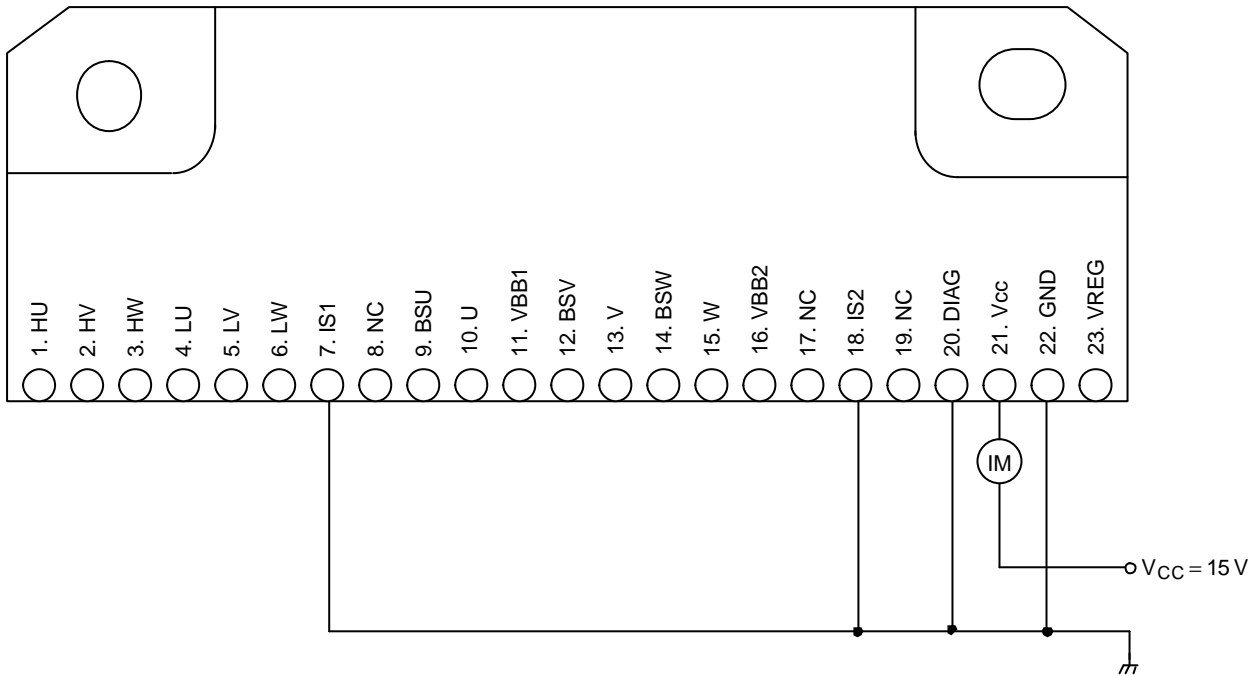 1. HU
2. HV
3. HW
4. LU
5. LV
6. LW
7. IS1
8. NC
9. BSU
10. U
11. VBB1
12. BSV
13. V
14. BSW
15. W
16. VBB2
17. NC
18. IS2
19. NC
20. DIAG
21. Vcc
22. GND
23. VREG
IM
VCC = 15 V